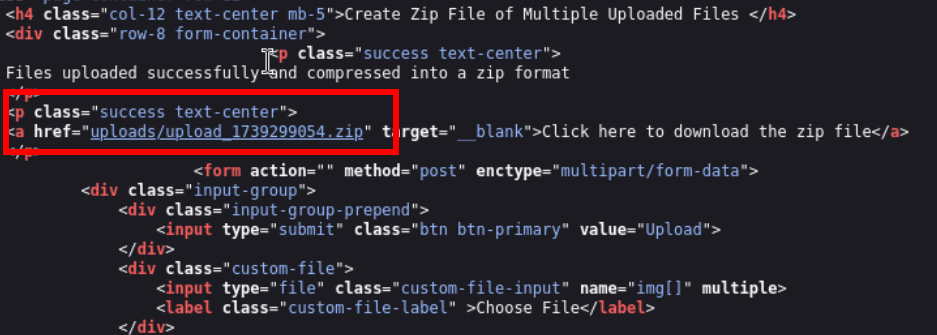 <h4 class="col-12 text-center mb-5">Create Zip File of Multiple Uploaded Files </h4>
<div class="row-8 form-container">
<p class="success text-center">
Files uploaded successfully and compressed into a zip format
</p>
<p class="success text-center">
<a href="uploads/upload_1739299054.zip" target="__blank">Click here to download the zip file</a>
</p>
<form action="" method="post" enctype="multipart/form-data">
<div class="input-group">
<div class="input-group-prepend">
<input type="submit" class="btn btn-primary" value="Upload">
</div>
<div class="custom-file">
<input type="file" class="custom-file-input" name="img[]" multiple>
<label class="custom-file-label" >Choose File</label>
</div>